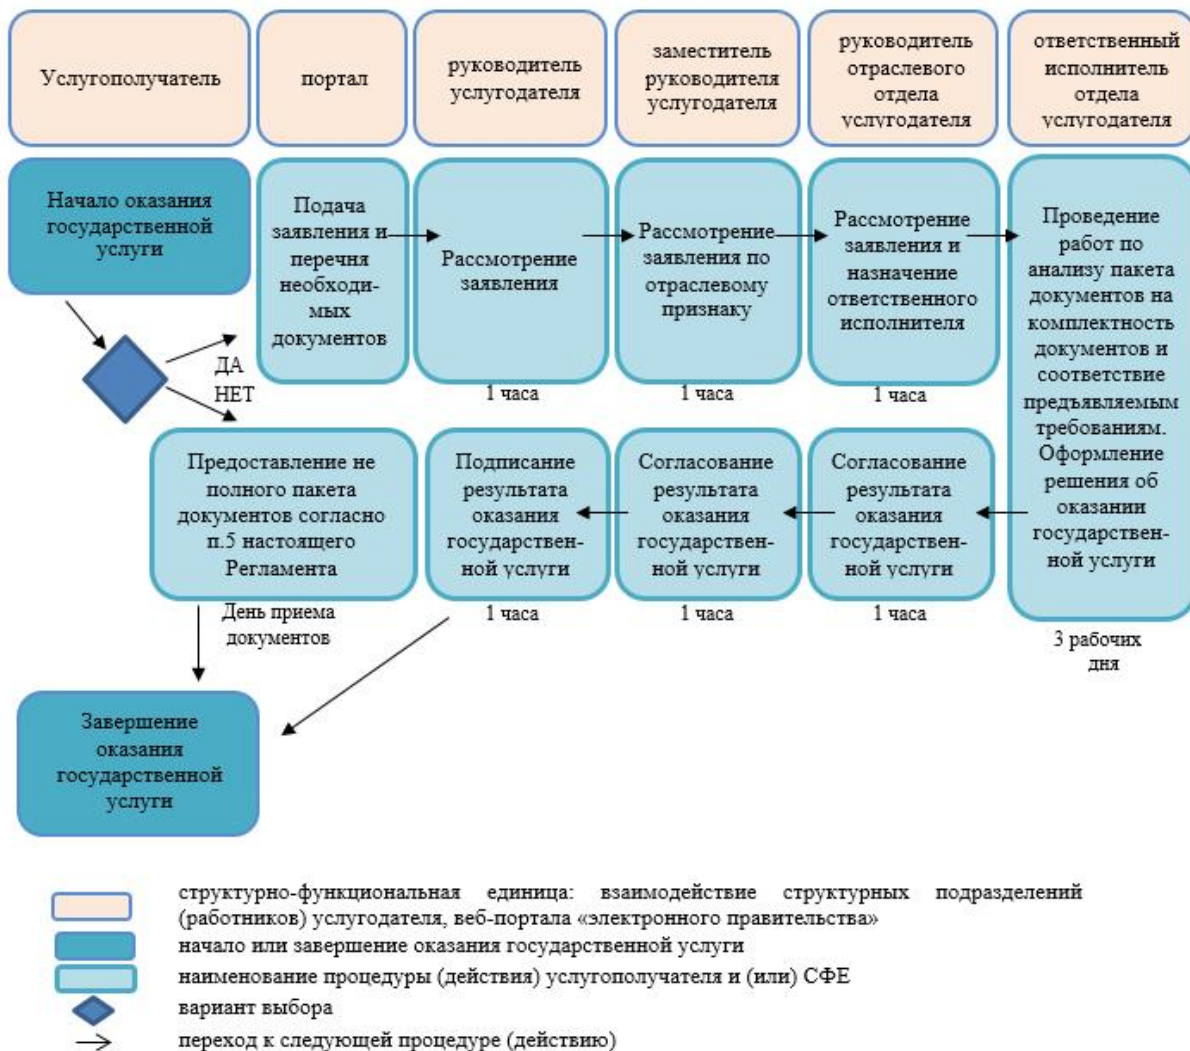 Услугополучатель
портал
руководитель
услугодателя
заместитель
руководителя
услугодателя
руководитель
отраслевого
отдела
услугодателя
ответственный
исполнитель
отдела
услугодателя
Начало оказания
государственной
услуги
Подача
заявления и
перечня
необходи-
мых
документов
Рассмотрение
заявления
Рассмотрение
заявления по
отраслевому
признаку
Рассмотрение
заявления и
назначение
ответственного
исполнителя
Проведение
работ по
анализу пакета
документов на
комплектность
документов и
соответствие
предъявляемым
требованиям.
Оформление
решения об
оказании
государствен-
ной услуги
ДА
НЕТ
1 часа
1 часа
1 часа
Предоставление не
полного пакета
документов согласно
п.5 настоящего
Регламента
Подписание
результата
оказания
государствен-
ной услуги
Согласование
результата
оказания
государствен-
ной услуги
Согласование
результата
оказания
государствен-
ной услуги
День приема
документов
1 часа
1 часа
1 часа
3 рабочих
дня
Завершение
оказания
государственной
услуги
структурно-функциональная единица: взаимодействие структурных подразделений
(работников) услугодателя, веб-портала «электронного правительства»
начало или завершение оказания государственной услуги
наименование процедуры (действия) услугополучателя и (или) СФЕ
вариант выбора
переход к следующей процедуре (действию)